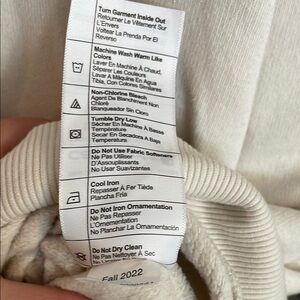 Turn Garment Inside Out
Retourner Le Vêtement Sur
L'Envers
Voltear La Prenda Por El
Reverso
Machine Wash Warm Like
Colors
Laver En Machine À Chaud,
Séparer Les Couleurs
Lavar A Máquina En Agua
Tibia, Con Colores Similares
Non-Chlorine Bleach
Agent De Blanchiment Non
Chloré
Blanqueador Sin Cloro
Tumble Dry Low
Sécher En Machine À Basse
Température
Secar En Secadora A Baja
Temperatura
Do Not Use Fabric Softeners
Ne Pas Utiliser
D'Assouplissants
No Usar Suavizantes
Cool Iron
Repasser À Fer Tiède
Plancha Fría
Do Not Iron Ornamentation
Ne Pas Repasser
L'Ornementation
No Planchar La Ornamentación
Do Not Dry Clean
Ne Pas Nettoyer À Sec
No Lavar En Seco
Fall 2022